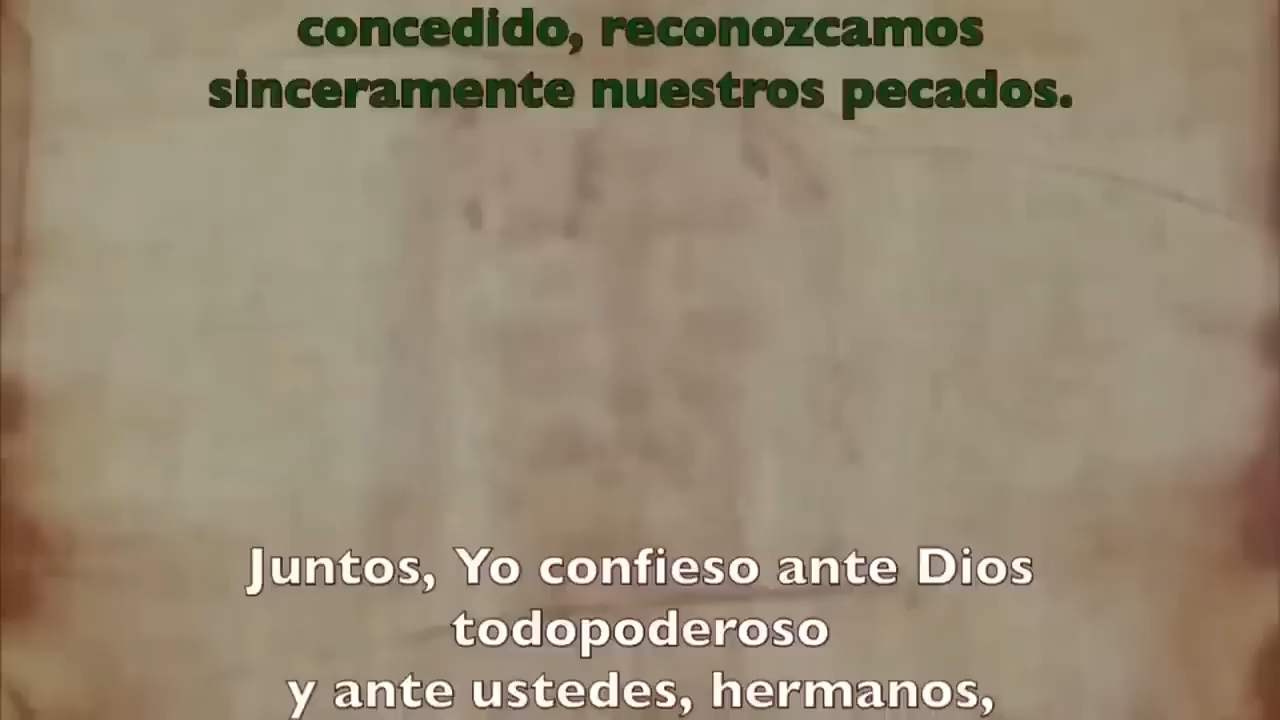 concedido, reconozcamos
sinceramente nuestros pecados.
Juntos, Yo confieso ante Dios
todopoderoso
y ante ustedes, hermanos,